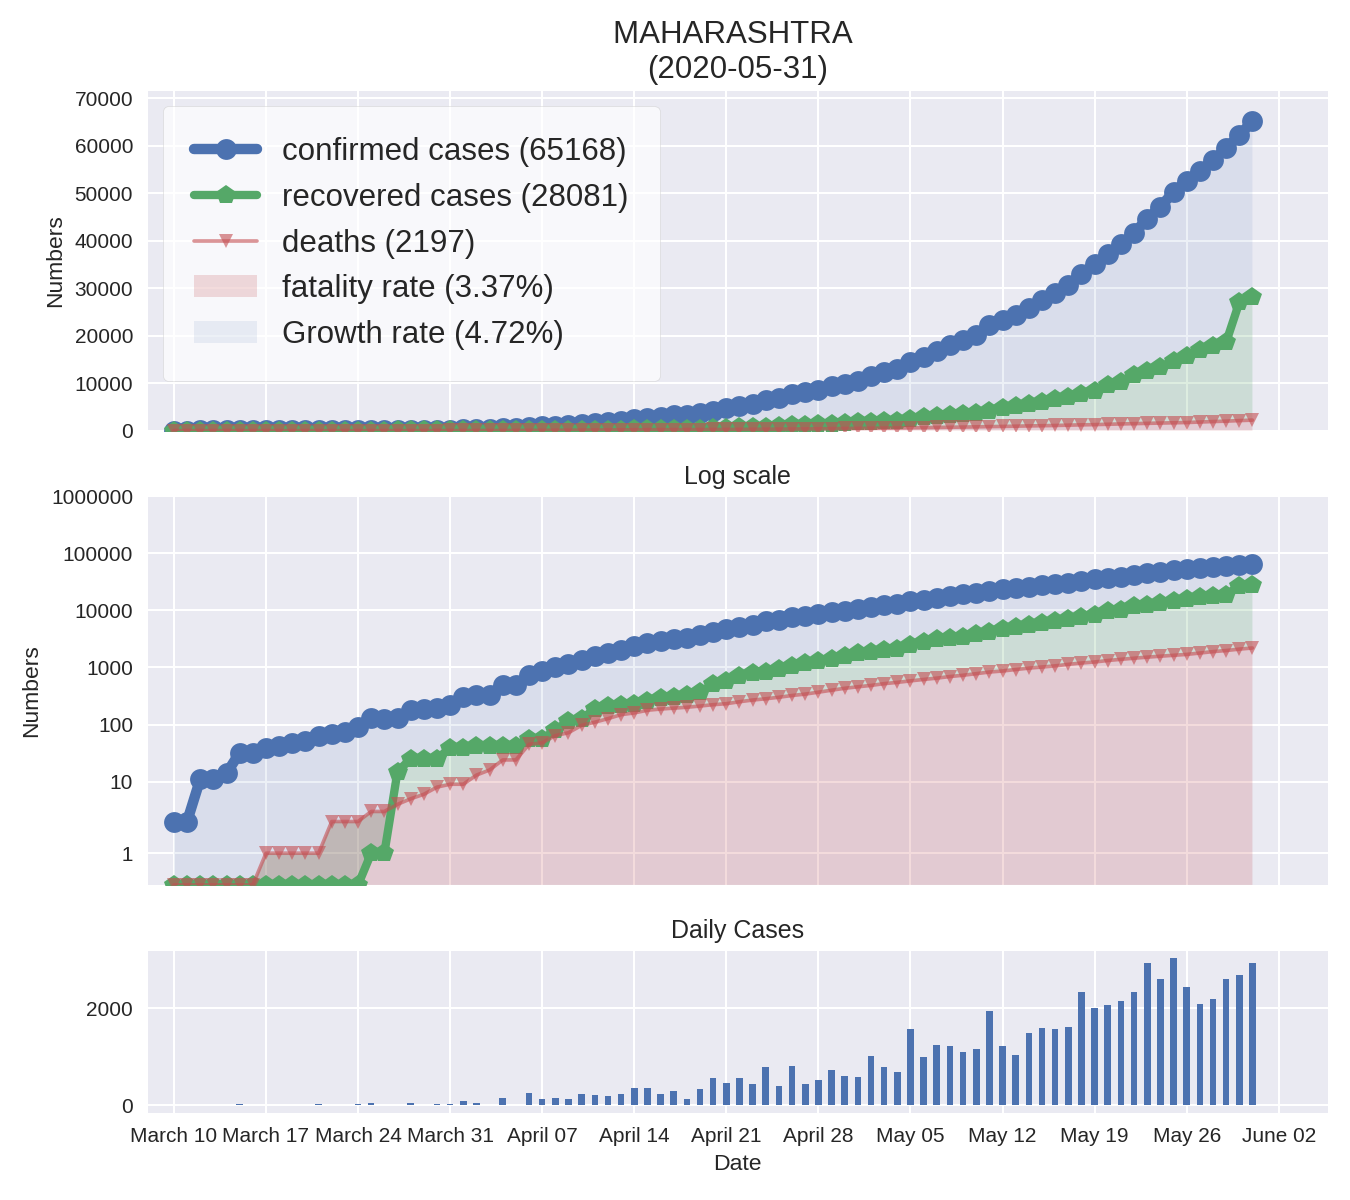 MAHARASHTRA
(2020-05-31)
70000
60000
50000
40000
30000
20000
10000
0
Numbers
confirmed cases (65168)
recovered cases (28081)
deaths (2197)
fatality rate (3.37%)
Growth rate (4.72%)
Log scale
1000000
100000
10000
1000
100
10
1
Numbers
Daily Cases
2000
0
March 10 March 17 March 24 March 31 April 07 April 14 April 21 April 28 May 05 May 12 May 19 May 26 June 02
Date